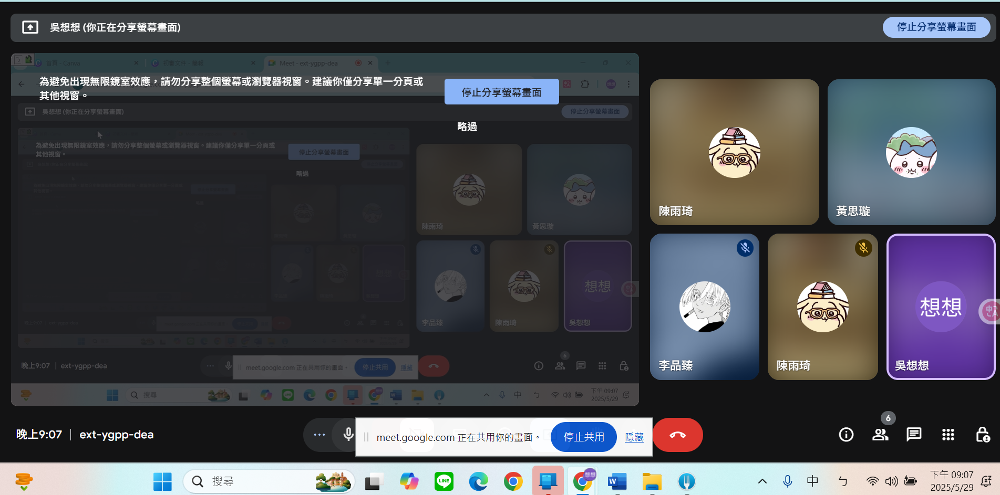 吳想想 (你正在分享螢幕畫面)
停止分享螢幕畫面
首頁 - Canva
Meet - ext-ygpp-dea
為避免出現無限鏡室效應，請勿分享整個螢幕或瀏覽器視窗。建議你僅分享單一分頁或
其他視窗。
停止分享螢幕畫面
略過
吳想想 (你正在分享螢幕畫面)
停止分享螢幕畫面
為避免出現無限鏡室效應，請勿分享整個螢幕或瀏覽器視窗。建議你僅分享單一分頁或
其他視窗。
停止分享螢幕畫面
略過
陳雨琦
黃思璇
想想
李品臻
陳雨琦
吳想想
晚上9:07
ext-ygpp-dea
meet.google.com 正在共用你的畫面。
停止共用
隱藏
6
搜尋
中
ㄅ
下午 09:07
2025/5/29
陳雨琦
黃思璇
想想
李品臻
陳雨琦
吳想想
晚上9:07
ext-ygpp-dea
meet.google.com 正在共用你的畫面。
停止共用
隱藏
6
搜尋
LINE
想想
W
中
ㄅ
下午 09:07
2025/5/29